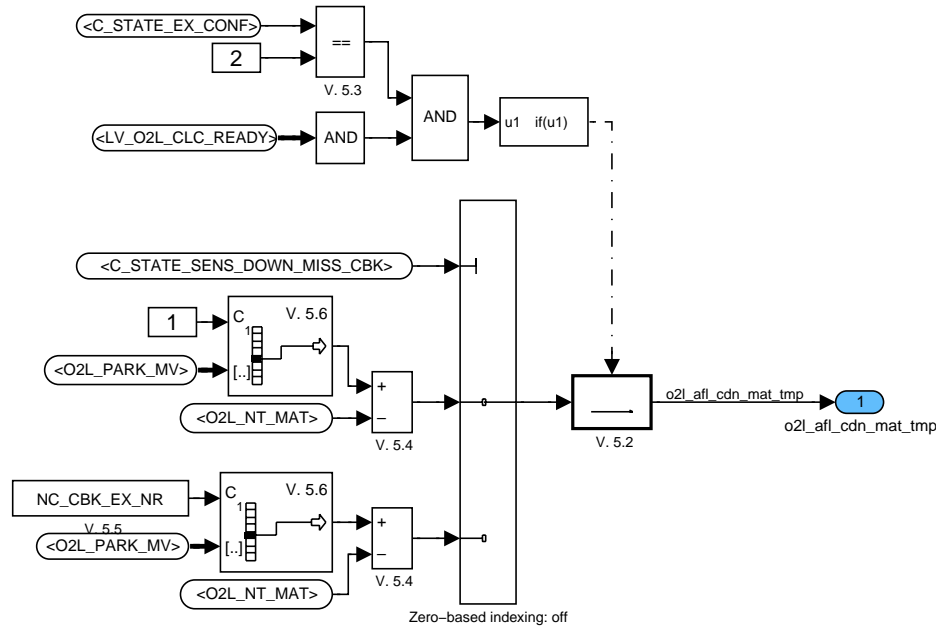 <C_STATE_EX_CONF>
2
==
V. 5.3
<LV_O2L_CLC_READY>
AND
AND
u1 if(u1)
<C_STATE_SENS_DOWN_MISS_CBK>
1
C
1
V. 5.6
[..]
<O2L_PARK_MV>
<O2L_NT_MAT>
+
−
V. 5.4
V. 5.2
o2l_afl_cdn_mat_tmp
1
o2l_afl_cdn_mat_tmp
NC_CBK_EX_NR
V. 5.5
C
1
V. 5.6
[..]
<O2L_PARK_MV>
<O2L_NT_MAT>
+
−
V. 5.4
Zero−based indexing: off